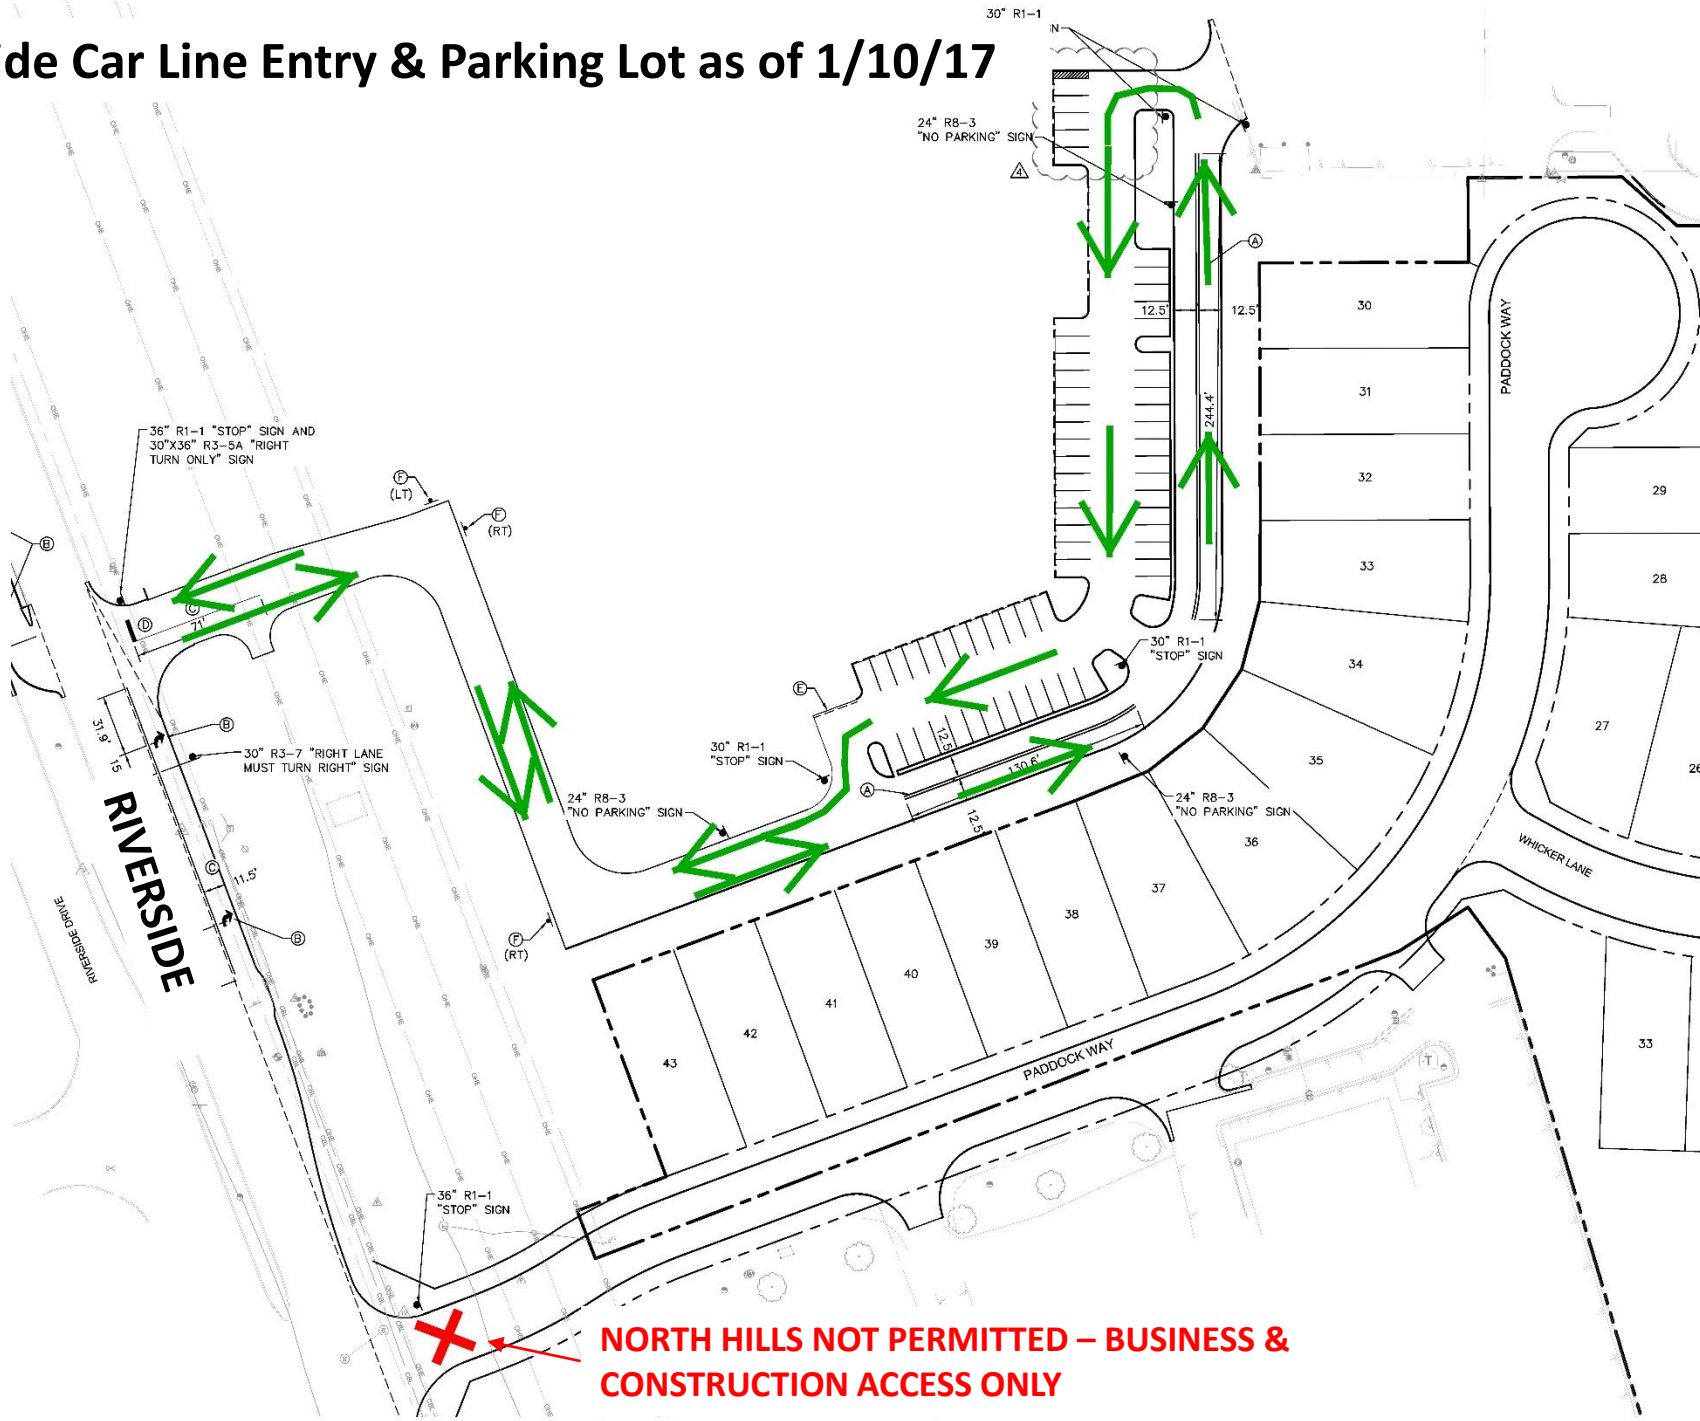 30" R1-1
N
ide Car Line Entry & Parking Lot as of 1/10/17
24" R8-3
"NO PARKING" SIGN
4
A
12.5'
12.5'
244.4'
30
31
32
33
34
35
36
37
38
39
40
41
42
43
PADDOCK WAY
29
28
27
26
33
WHICKER LANE
36" R1-1 "STOP" SIGN AND
30"X36" R3-5A "RIGHT
TURN ONLY" SIGN
F
(LT)
F
(RT)
B
G
D
71'
30" R1-1
"STOP" SIGN
E
31.9'
15
B
30" R3-7 "RIGHT LANE
MUST TURN RIGHT" SIGN
30" R1-1
"STOP" SIGN
12.5'
130.6'
A
24" R8-3
"NO PARKING" SIGN
24" R8-3
"NO PARKING" SIGN
12.5'
RIVERSIDE
C
11.5'
B
RIVERSIDE DRIVE
F
(RT)
PADDOCK WAY
36" R1-1
"STOP" SIGN
T
NORTH HILLS NOT PERMITTED – BUSINESS &
CONSTRUCTION ACCESS ONLY